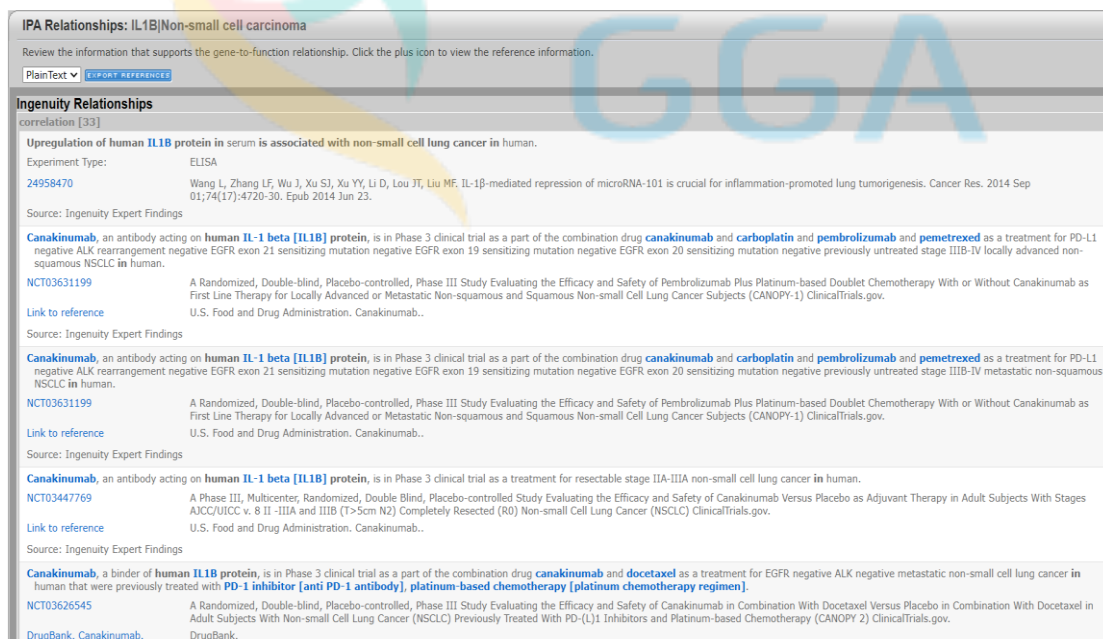 IPA Relationships: IL1B|Non-small cell carcinoma
Review the information that supports the gene-to-function relationship. Click the plus icon to view the reference information.
PlainText EXPORT REFERENCES
GGA
Ingenuity Relationships
correlation [33]
Upregulation of human IL1B protein in serum is associated with non-small cell lung cancer in human.
Experiment Type: ELISA
24958470 Wang L, Zhang LF, Wu J, Xu SJ, Xu YY, Li D, Lou JT, Liu MF. IL-1β-mediated repression of microRNA-101 is crucial for inflammation-promoted lung tumorigenesis. Cancer Res. 2014 Sep
01;74(17):4720-30. Epub 2014 Jun 23.
Source: Ingenuity Expert Findings
Canakinumab, an antibody acting on human IL-1 beta [IL1B] protein, is in Phase 3 clinical trial as a part of the combination drug canakinumab and carboplatin and pembrolizumab and pemetrexed as a treatment for PD-L1
negative ALK rearrangement negative EGFR exon 21 sensitizing mutation negative EGFR exon 19 sensitizing mutation negative EGFR exon 20 sensitizing mutation negative previously untreated stage IIIB-IV locally advanced non-
squamous NSCLC in human.
NCT03631199 A Randomized, Double-blind, Placebo-controlled, Phase III Study Evaluating the Efficacy and Safety of Pembrolizumab Plus Platinum-based Doublet Chemotherapy With or Without Canakinumab as
First Line Therapy for Locally Advanced or Metastatic Non-squamous and Squamous Non-small Cell Lung Cancer Subjects (CANOPY-1) ClinicalTrials.gov.
Link to reference U.S. Food and Drug Administration. Canakinumab..
Source: Ingenuity Expert Findings
Canakinumab, an antibody acting on human IL-1 beta [IL1B] protein, is in Phase 3 clinical trial as a part of the combination drug canakinumab and carboplatin and pembrolizumab and pemetrexed as a treatment for PD-L1
negative ALK rearrangement negative EGFR exon 21 sensitizing mutation negative EGFR exon 19 sensitizing mutation negative EGFR exon 20 sensitizing mutation negative previously untreated stage IIIB-IV metastatic non-squamous
NSCLC in human.
NCT03631199 A Randomized, Double-blind, Placebo-controlled, Phase III Study Evaluating the Efficacy and Safety of Pembrolizumab Plus Platinum-based Doublet Chemotherapy With or Without Canakinumab as
First Line Therapy for Locally Advanced or Metastatic Non-squamous and Squamous Non-small Cell Lung Cancer Subjects (CANOPY-1) ClinicalTrials.gov.
Link to reference U.S. Food and Drug Administration. Canakinumab..
Source: Ingenuity Expert Findings
Canakinumab, an antibody acting on human IL-1 beta [IL1B] protein, is in Phase 3 clinical trial as a treatment for resectable stage IIA-IIIA non-small cell lung cancer in human.
NCT03447769 A Phase III, Multicenter, Randomized, Double Blind, Placebo-controlled Study Evaluating the Efficacy and Safety of Canakinumab Versus Placebo as Adjuvant Therapy in Adult Subjects With Stages
AJCC/UICC v. 8 II -IIIA and IIIB (T>5cm N2) Completely Resected (R0) Non-small Cell Lung Cancer (NSCLC) ClinicalTrials.gov.
Link to reference U.S. Food and Drug Administration. Canakinumab..
Source: Ingenuity Expert Findings
Canakinumab, a binder of human IL1B protein, is in Phase 3 clinical trial as a part of the combination drug canakinumab and docetaxel as a treatment for EGFR negative ALK negative metastatic non-small cell lung cancer in
human that were previously treated with PD-1 inhibitor [anti PD-1 antibody], platinum-based chemotherapy [platinum chemotherapy regimen].
NCT03626545 A Randomized, Double-blind, Placebo-controlled, Phase III Study Evaluating the Efficacy and Safety of Canakinumab in Combination With Docetaxel Versus Placebo in Combination With Docetaxel in
Adult Subjects With Non-small Cell Lung Cancer (NSCLC) Previously Treated With PD-(L)1 Inhibitors and Platinum-based Chemotherapy (CANOPY 2) ClinicalTrials.gov.
DrugBank. Canakinumab. DrugBank.